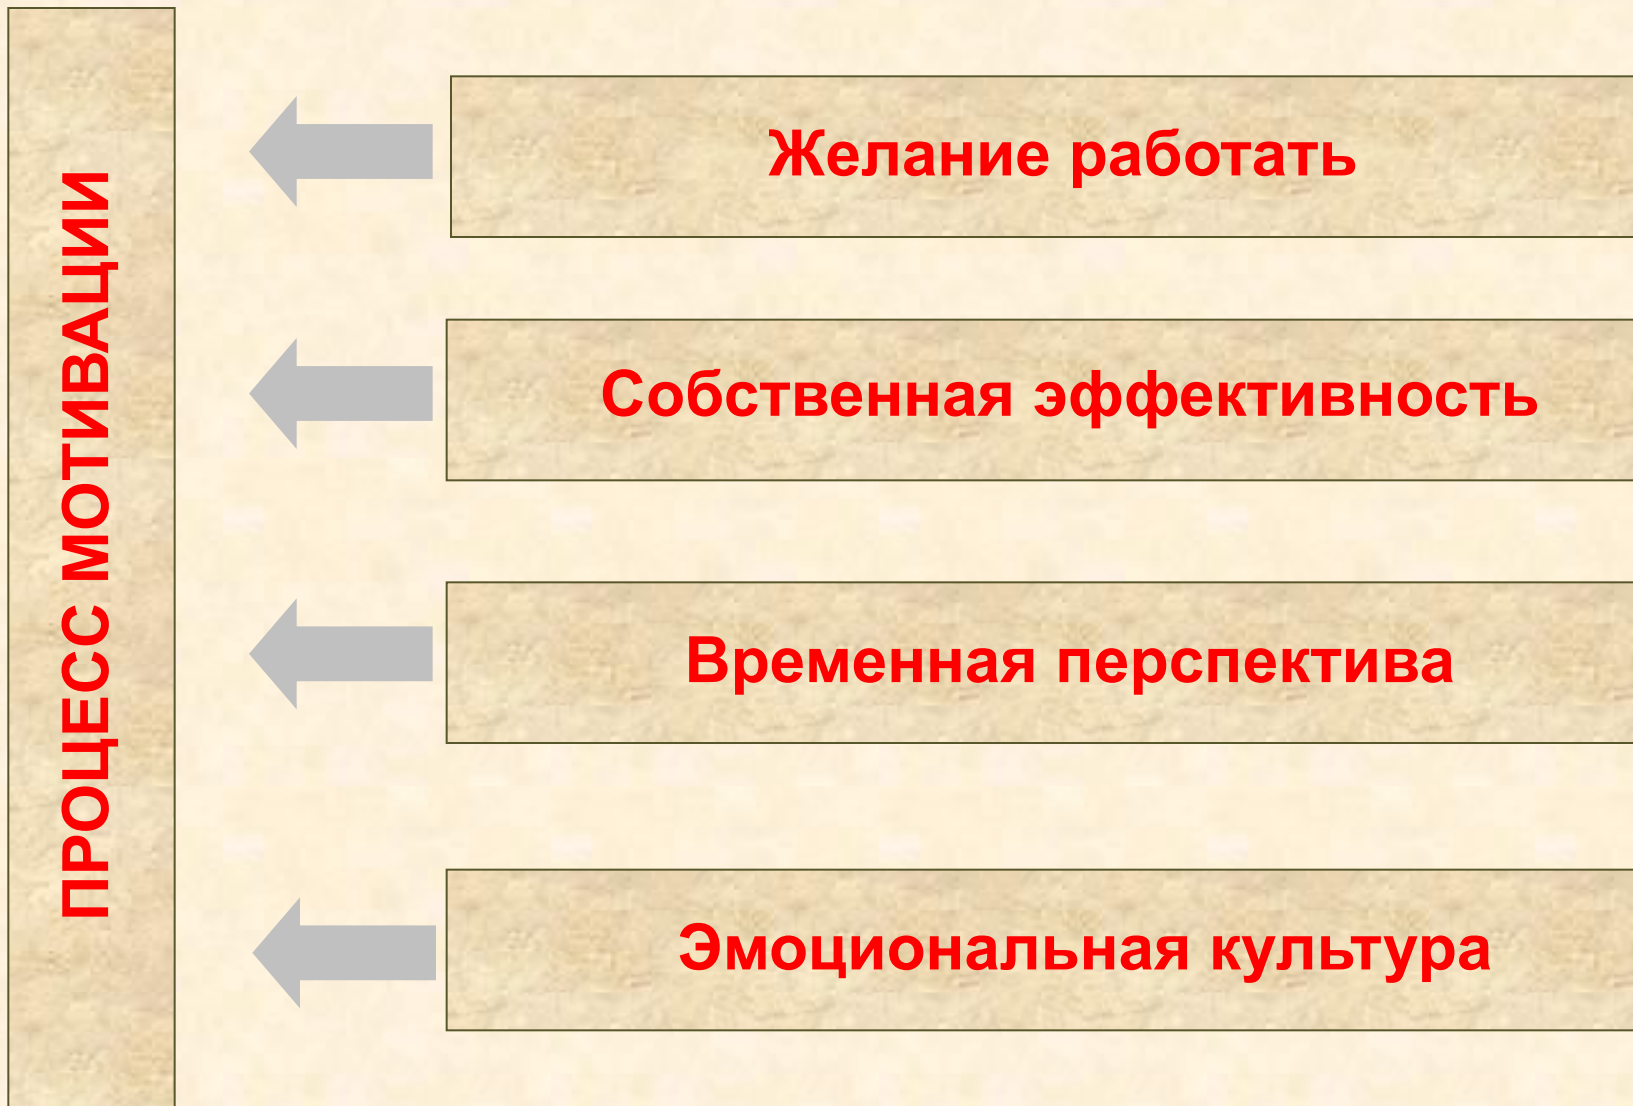 ПРОЦЕСС МОТИВАЦИИ
Желание работать
Собственная эффективность
Временная перспектива
Эмоциональная культура